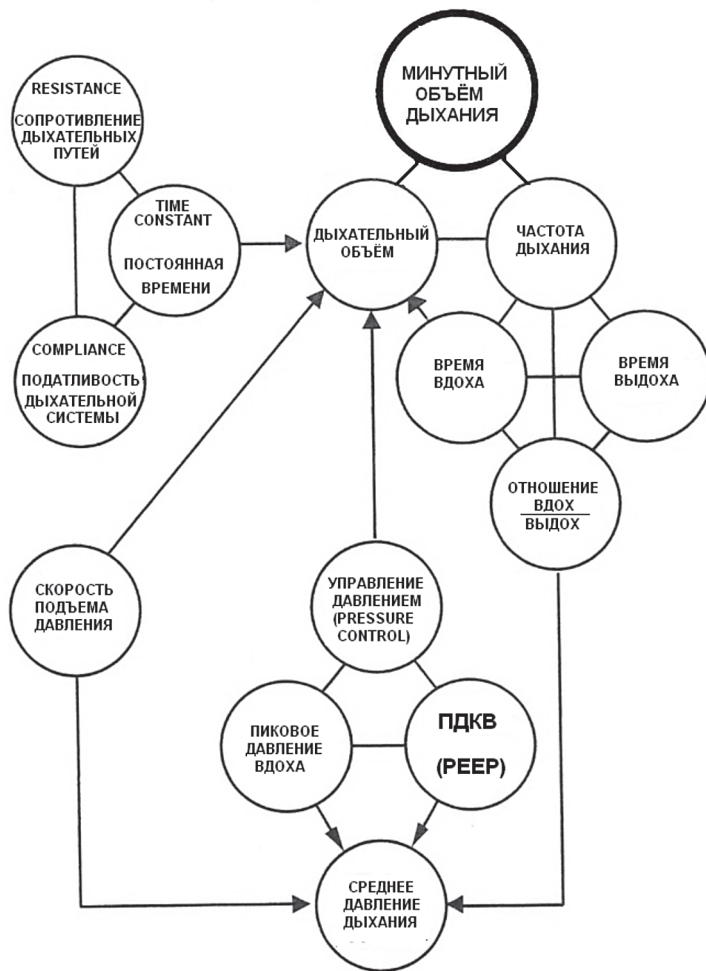 МИНУТНЫЙ
ОБЪЁМ
ДЫХАНИЯ
RESISTANCE
СОПРОТИВЛЕНИЕ
ДЫХАТЕЛЬНЫХ
ПУТЕЙ
TIME
CONSTANT
ПОСТОЯННАЯ
ВРЕМЕНИ
ДЫХАТЕЛЬНЫЙ
ОБЪЁМ
ЧАСТОТА
ДЫХАНИЯ
COMPLIANCE
ПОДАТЛИВОСТЬ
ДЫХАТЕЛЬНОЙ
СИСТЕМЫ
ВРЕМЯ
ВДОХА
ВРЕМЯ
ВЫДОХА
ОТНОШЕНИЕ
ВДОХ
ВЫДОХ
СКОРОСТЬ
ПОДЪЕМА
ДАВЛЕНИЯ
УПРАВЛЕНИЕ
ДАВЛЕНИЕМ
(PRESSURE
CONTROL)
ПИКОВОЕ
ДАВЛЕНИЕ
ВДОХА
ПДКВ
(PEEP)
СРЕДНЕЕ
ДАВЛЕНИЕ
ДЫХАНИЯ